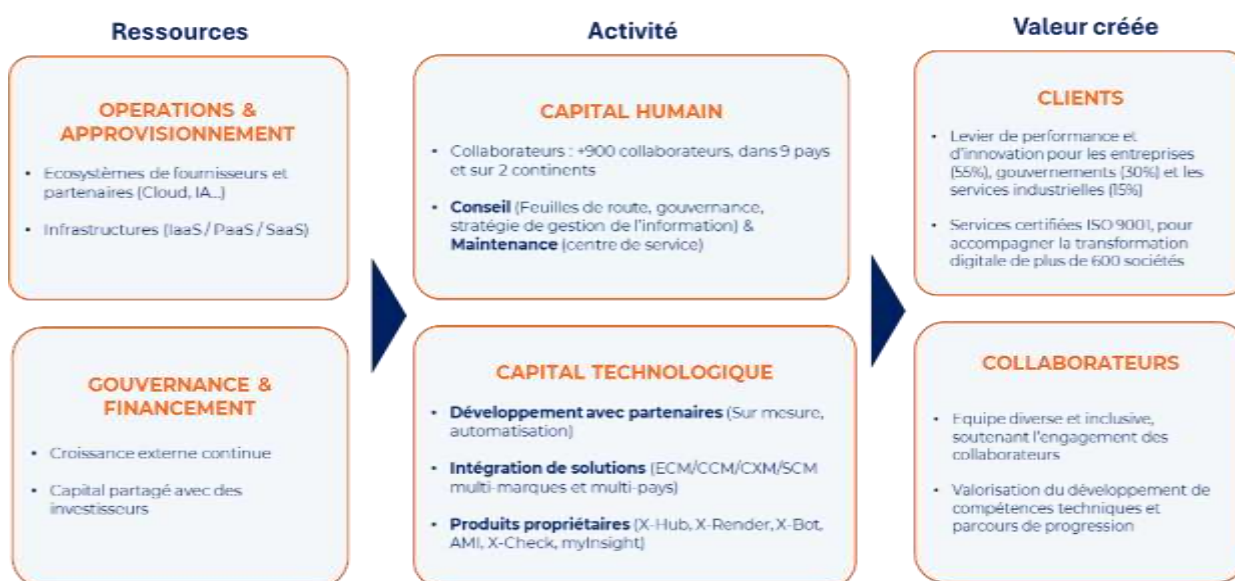 Ressources
OPERATIONS &
APPROVISIONNEMENT
• Ecosystèmes de fournisseurs et
partenaires (Cloud, IA...)
• Infrastructures (IaaS / PaaS / SaaS)
GOUVERNANCE &
FINANCEMENT
• Croissance externe continue
• Capital partagé avec des
investisseurs
Activité
CAPITAL HUMAIN
• Collaborateurs : +900 collaborateurs, dans 9 pays
et sur 2 continents
• Conseil (Feuilles de route, gouvernance,
stratégie de gestion de l'information) &
Maintenance (centre de service)
CAPITAL TECHNOLOGIQUE
• Développement avec partenaires (Sur mesure,
automatisation)
• Intégration de solutions (ECM/CCM/CXM/SCM
multi-marques et multi-pays)
• Produits propriétaires (X-Hub, X-Render, X-Bot,
AMI, X-Check, myInsight)
Valeur créée
CLIENTS
• Levier de performance et
d'innovation pour les entreprises
(55%), gouvernements (30%) et les
services industrielles (15%)
• Services certifiées ISO 9001, pour
accompagner la transformation
digitale de plus de 600 sociétés
COLLABORATEURS
• Equipe diverse et inclusive,
soutenant l'engagement des
collaborateurs
• Valorisation du développement de
compétences techniques et
parcours de progression